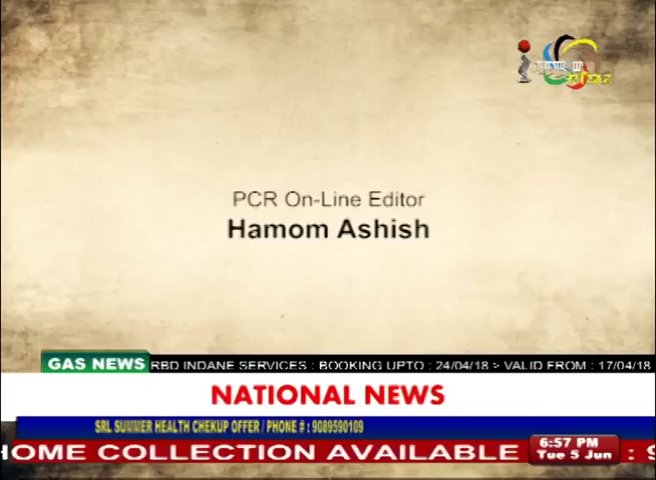 PCR On-Line Editor
Hamom Ashish
GAS NEWS
RBD INDANE SERVICES : BOOKING UPTO : 24/04/18 > VALID FROM : 17/04/18
NATIONAL NEWS
SRL SUMMER HEALTH CHEKUP OFFER / PHONE # : 9089590109
HOME COLLECTION AVAILABLE : 9
6:57 PM
Tue 5 Jun